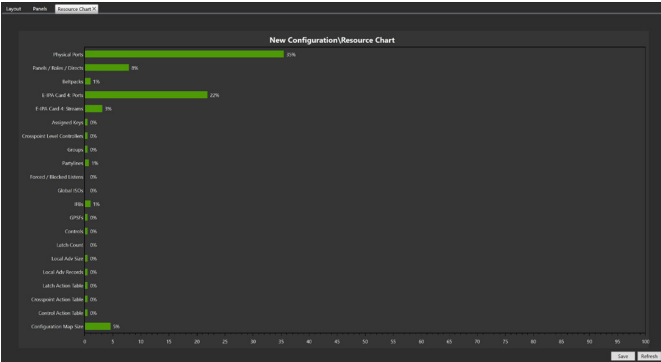 Layout Panels Resource Chart X
New Configuration\Resource Chart
Physical Ports 35%
Panels / Roles / Directs 8%
Beltpacks 1%
E-IPA Card 4: Ports 22%
E-IPA Card 4: Streams 3%
Assigned Keys 0%
Crosspoint Level Controllers 0%
Groups 0%
Partylines 1%
Forced / Blocked Listens 0%
Global ISOs 0%
IFBs 1%
GPSFs 0%
Controls 0%
Latch Count 0%
Local Adv Size 0%
Local Adv Records 0%
Latch Action Table 0%
Crosspoint Action Table 0%
Control Action Table 0%
Configuration Map Size 5%
0 5 10 15 20 25 30 35 40 45 50 55 60 65 70 75 80 85 90 95 100
Save Refresh